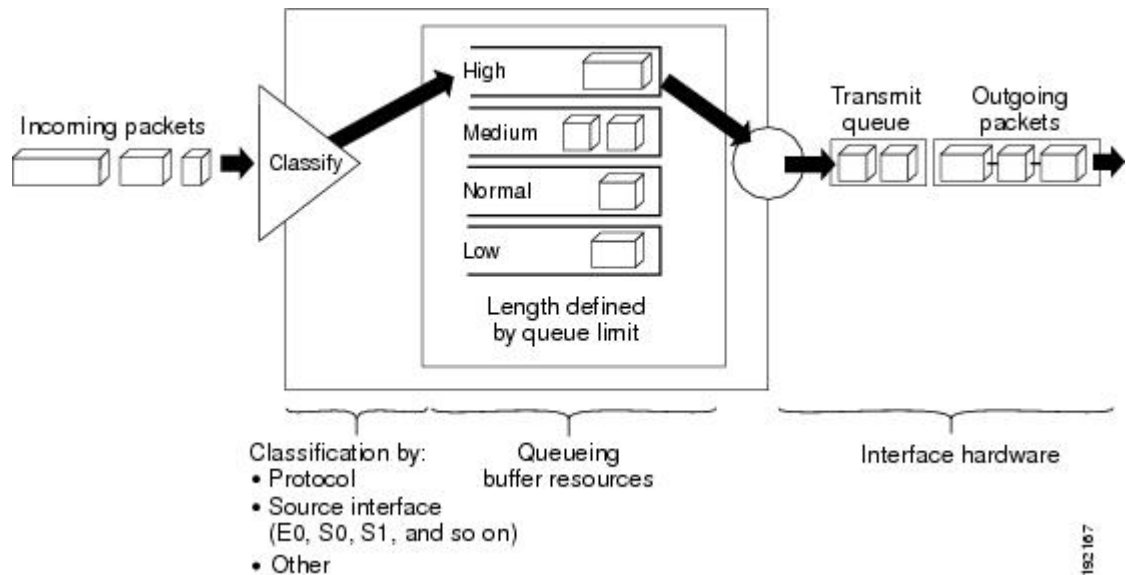 Incoming packets
Classify
High
Medium
Normal
Low
Length defined
by queue limit
Transmit
queue
Outgoing
packets
Classification by:
• Protocol
• Source interface
(E0, S0, S1, and so on)
• Other
Queueing
buffer resources
Interface hardware
192167